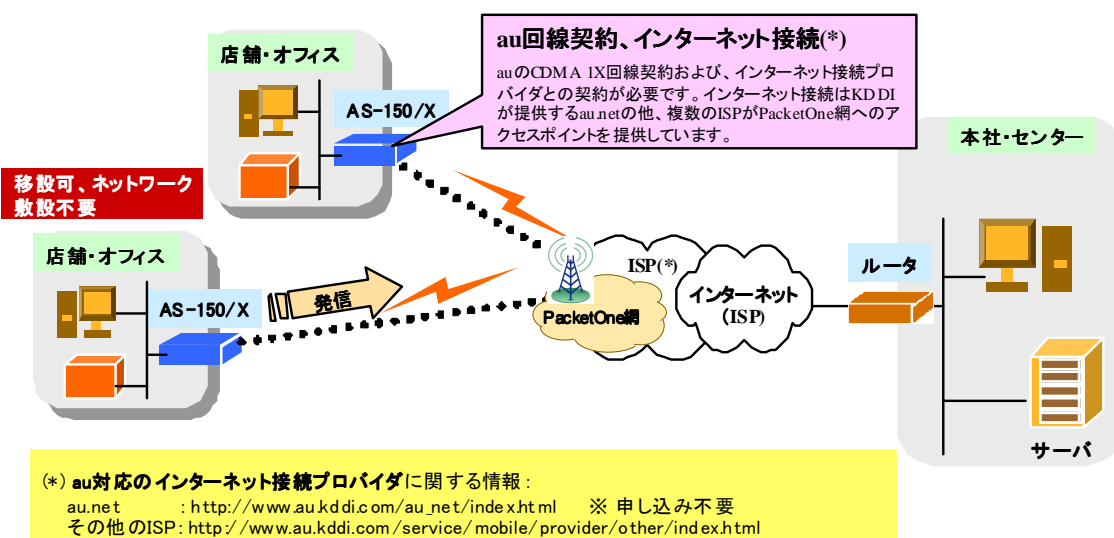 店舗・オフィス
AS-150/X
au回線契約、インターネット接続(*)
auのCDMA 1X回線契約および、インターネット接続プロ
バイダとの契約が必要です。インターネット接続はKDDI
が提供するau.netの他、複数のISPがPacketOne網へのア
クセスポイントを提供しています。
本社・センター
移設可、ネットワーク
敷設不要
店舗・オフィス
AS-150/X
発信
ISP(*)
PacketOne網
インターネット
(ISP)
ルータ
サーバ
(*) au対応のインターネット接続プロバイダに関する情報:
au.net : http://www.au.kddi.com/au_net/index.html ※ 申し込み不要
その他のISP: http://www.au.kddi.com/service/mobile/provider/other/index.html